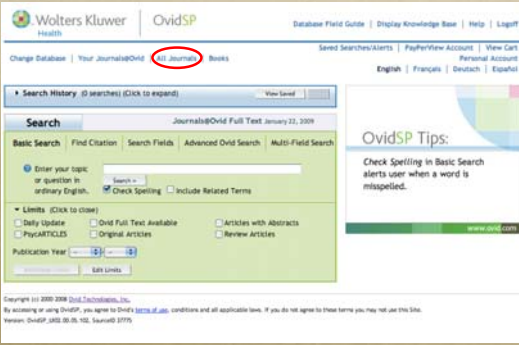 Wolters Kluwer
Health
OvidSP
Database Field Guide | Display Knowledge Base | Help | Logoff
Change Database | Your Journals@Ovid | All Journals | Books
Saved Searches/Alerts | PayPerView Account | View Cart
Personal Account
English | Français | Deutsch | Español
Search History (0 searches) (Click to expand)
View Saved
Search
Journals@Ovid Full Text January 22, 2009
Basic Search | Find Citation | Search Fields | Advanced Ovid Search | Multi-Field Search
Enter your topic
or question in
ordinary English.
Search »
Check Spelling
Include Related Terms
Limits (Click to close)
Daily Update
Ovid Full Text Available
Articles with Abstracts
PsycARTICLES
Original Articles
Review Articles
Publication Year - -
Edit Limits
OvidSP Tips:
Check Spelling in Basic Search
alerts user when a word is
misspelled.
www.ovid.com
Copyright (c) 2000-2008 Ovid Technologies, Inc.
By accessing or using OvidSP, you agree to Ovid's terms of use, conditions and all applicable laws. If you do not agree to these terms you may not use this Site.
Version: OvidSP_UI02.00.05.102, SourceID 37775